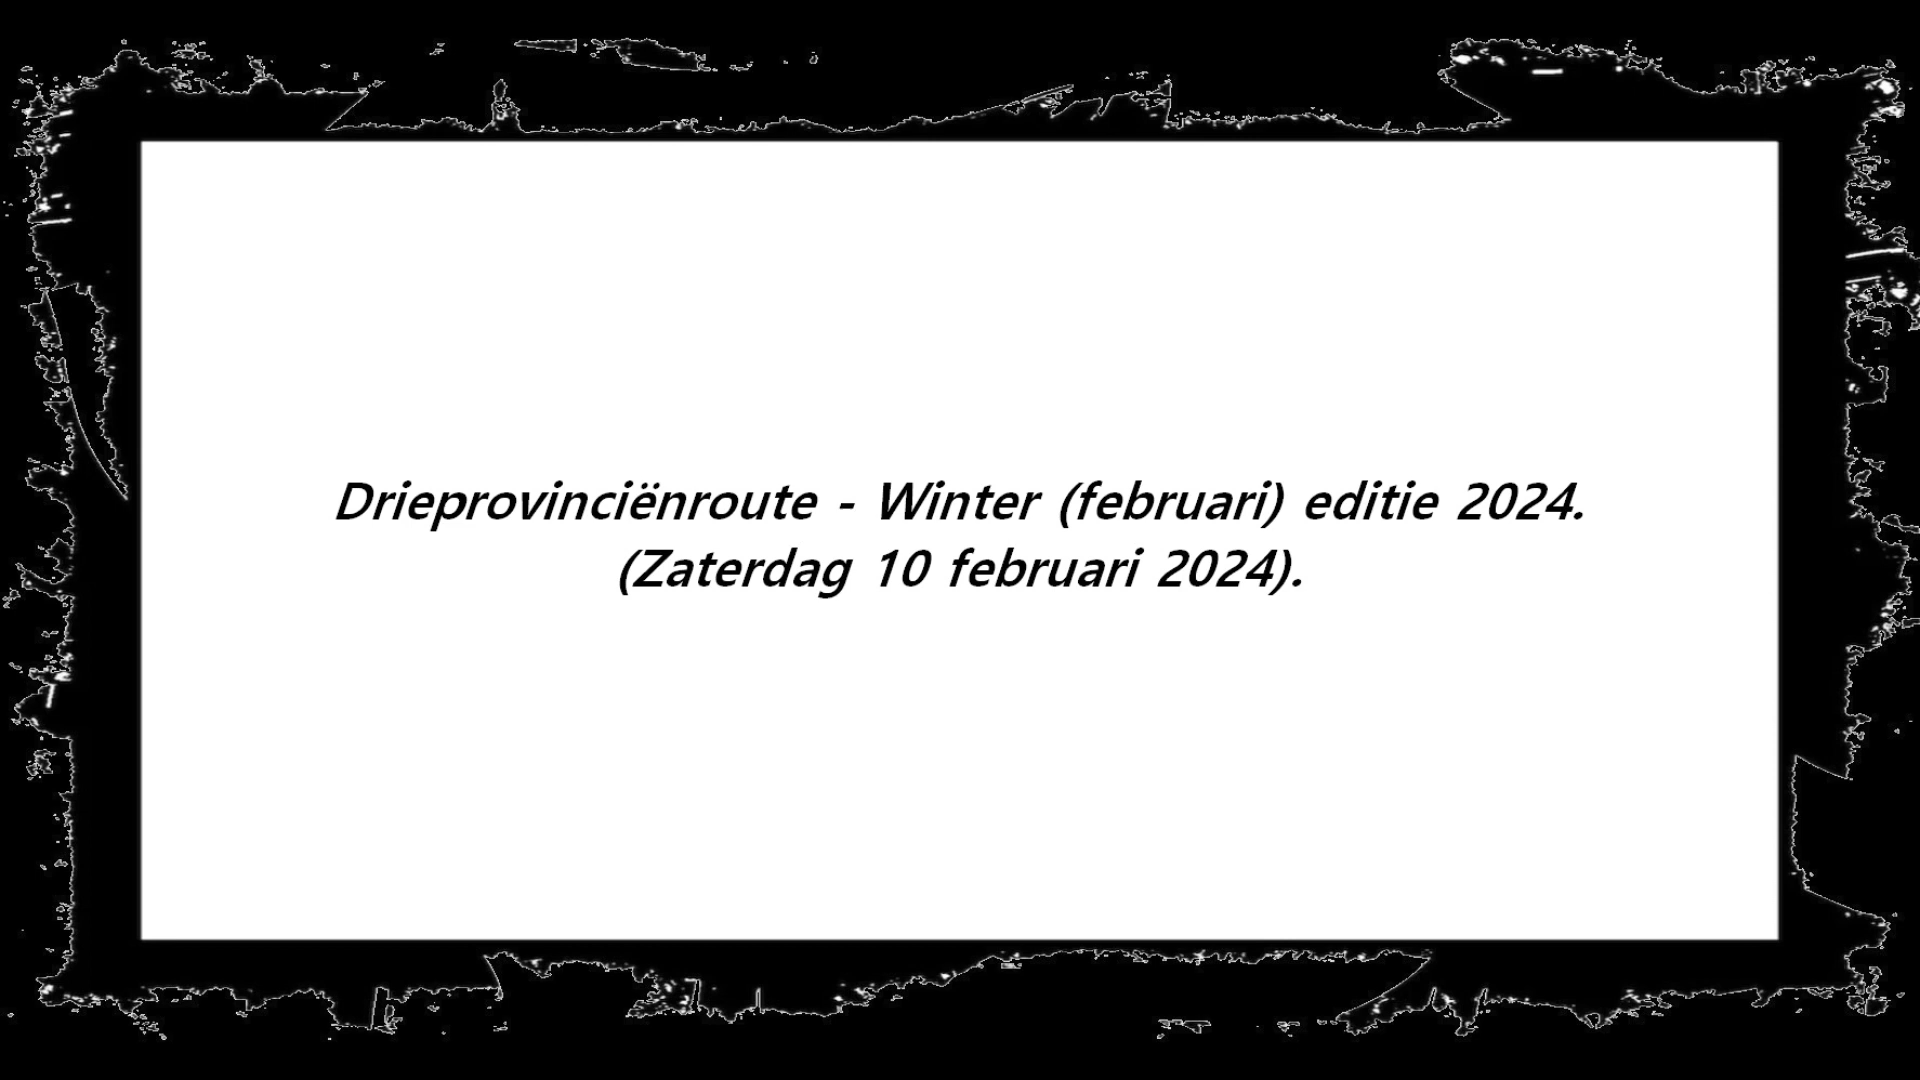 Drieprovinciënroute - Winter (februari) editie 2024.
(Zaterdag 10 februari 2024).